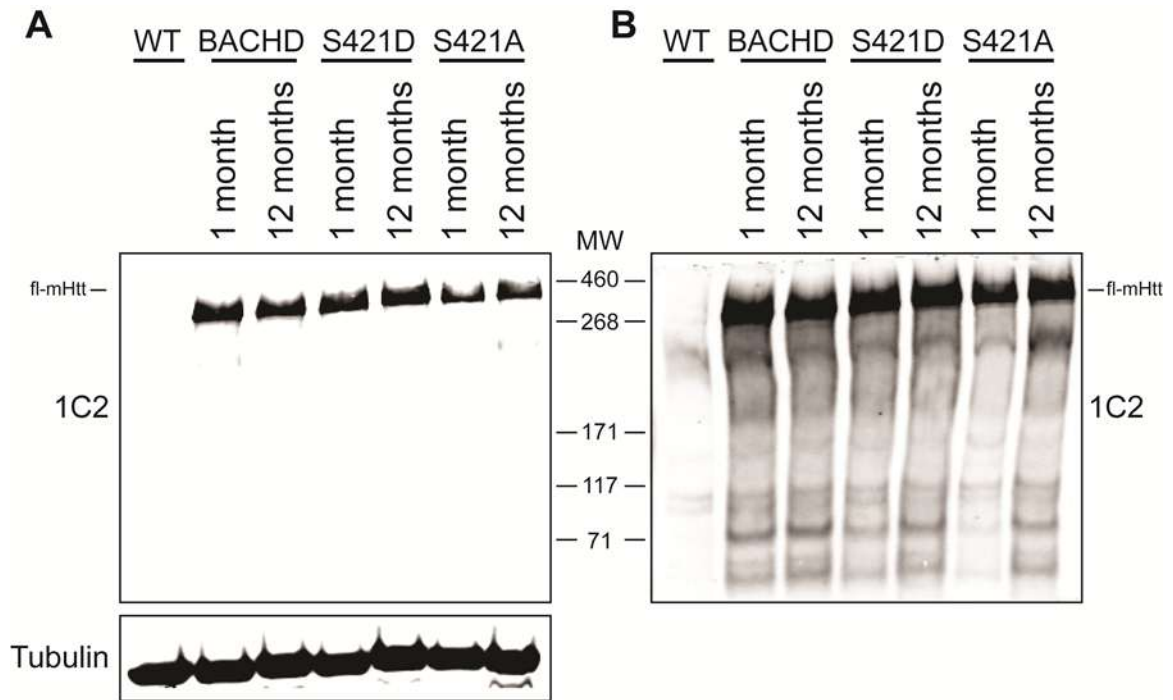 A
WT BACHD S421D S421A
1 month 12 months 1 month 12 months 1 month 12 months
fl-mHtt
1C2
Tubulin
MW
460
268
171
117
71
B
WT BACHD S421D S421A
1 month 12 months 1 month 12 months 1 month 12 months
fl-mHtt
1C2